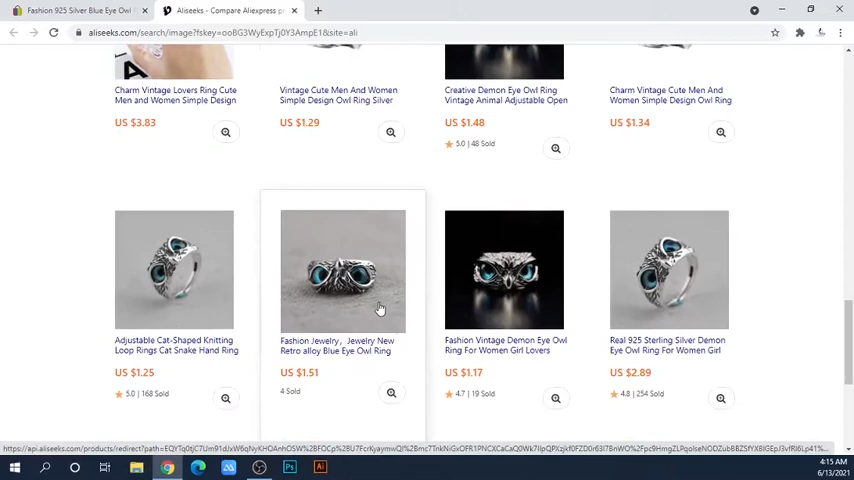 Fashion 925 Silver Blue Eye Owl F
Aliseeks - Compare Aliexpress p
aliseeks.com/search/image?fskey=ooBG3WyExpTj0Y3AmpE1&site=ali
A
Charm Vintage Lovers Ring Cute
Men and Women Simple Design
US $3.83
Vintage Cute Men And Women
Simple Design Owl Ring Silver
US $1.29
Creative Demon Eye Owl Ring
Vintage Animal Adjustable Open
US $1.48
5.0 | 48 Sold
Charm Vintage Cute Men And
Women Simple Design Owl Ring
US $1.34
Adjustable Cat-Shaped Knitting
Loop Rings Cat Snake Hand Ring
US $1.25
5.0 | 168 Sold
Fashion Jewelry，Jewelry New
Retro alloy Blue Eye Owl Ring
US $1.51
4 Sold
Fashion Vintage Demon Eye Owl
Ring For Women Girl Lovers
US $1.17
4.7 | 19 Sold
Real 925 Sterling Silver Demon
Eye Owl Ring For Women Girl
US $2.89
4.8 | 254 Sold
Ps
Ai
4:15 AM
6/13/2021